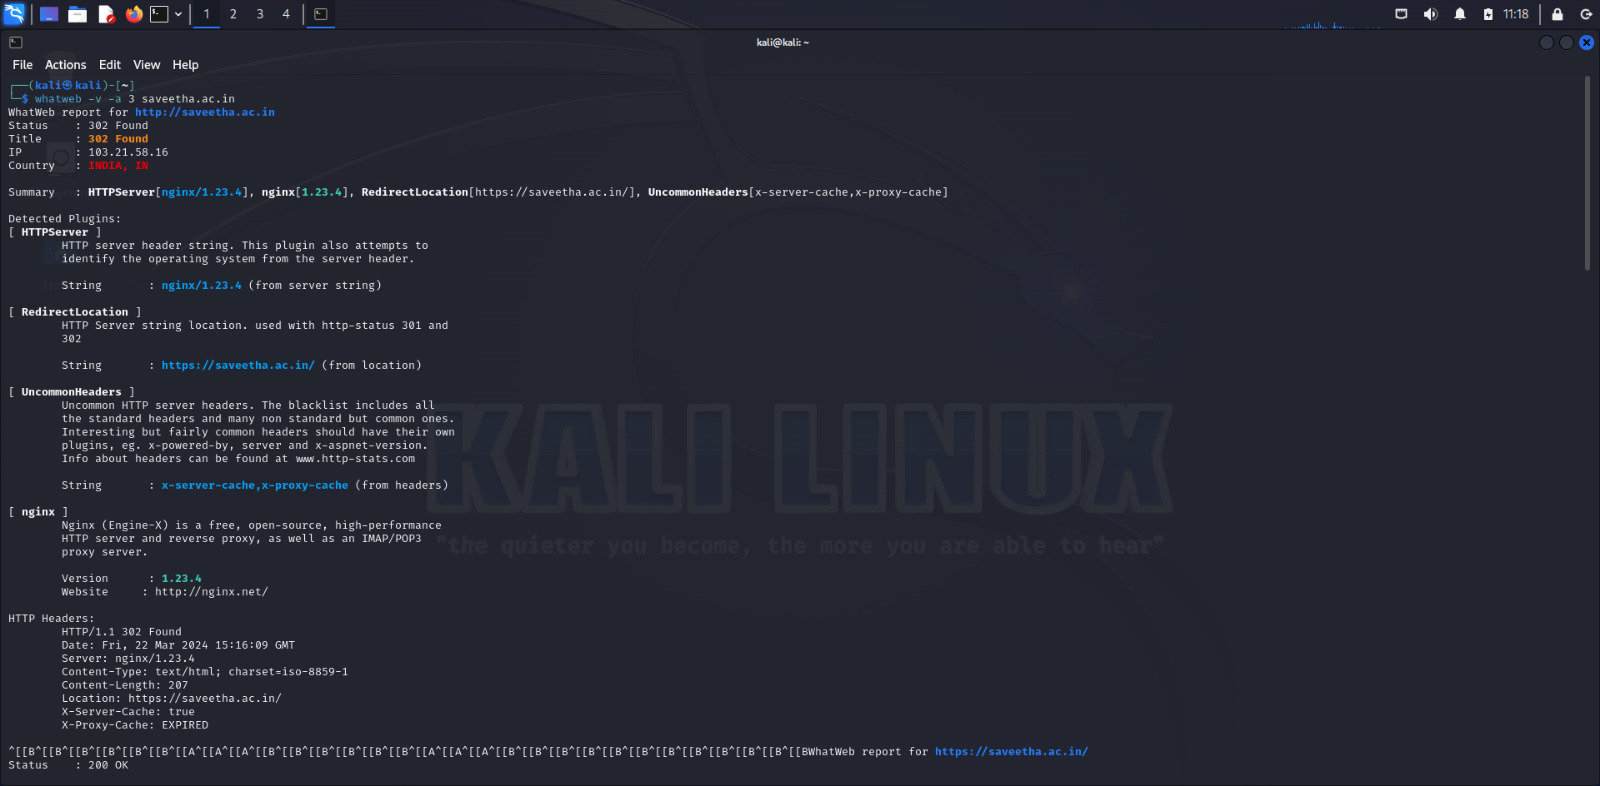 1 2 3 4 11:18
kali@kali: ~
File Actions Edit View Help
(kali㉿kali)-[~]
$ whatweb -v -a 3 saveetha.ac.in
WhatWeb report for http://saveetha.ac.in
Status : 302 Found
Title : 302 Found
IP : 103.21.58.16
Country : INDIA, IN
Summary : HTTPServer[nginx/1.23.4], nginx[1.23.4], RedirectLocation[https://saveetha.ac.in/], UncommonHeaders[x-server-cache,x-proxy-cache]
Detected Plugins:
[ HTTPServer ]
HTTP server header string. This plugin also attempts to
identify the operating system from the server header.
String : nginx/1.23.4 (from server string)
[ RedirectLocation ]
HTTP Server string location. used with http-status 301 and
302
String : https://saveetha.ac.in/ (from location)
[ UncommonHeaders ]
Uncommon HTTP server headers. The blacklist includes all
the standard headers and many non standard but common ones.
Interesting but fairly common headers should have their own
plugins, eg. x-powered-by, server and x-aspnet-version.
Info about headers can be found at www.http-stats.com
String : x-server-cache,x-proxy-cache (from headers)
[ nginx ]
Nginx (Engine-X) is a free, open-source, high-performance
HTTP server and reverse proxy, as well as an IMAP/POP3
proxy server.
Version : 1.23.4
Website : http://nginx.net/
HTTP Headers:
HTTP/1.1 302 Found
Date: Fri, 22 Mar 2024 15:16:09 GMT
Server: nginx/1.23.4
Content-Type: text/html; charset=iso-8859-1
Content-Length: 207
Location: https://saveetha.ac.in/
X-Server-Cache: true
X-Proxy-Cache: EXPIRED
^[[B^[[B^[[B^[[B^[[B^[[B^[[A^[[A^[[A^[[B^[[B^[[B^[[B^[[B^[[B^[[A^[[A^[[A^[[B^[[B^[[B^[[B^[[B^[[B^[[B^[[B^[[B^[[B^[[BWhatWeb report for https://saveetha.ac.in/
Status : 200 OK
KALI LINUX
"the quieter you become, the more you are able to hear"